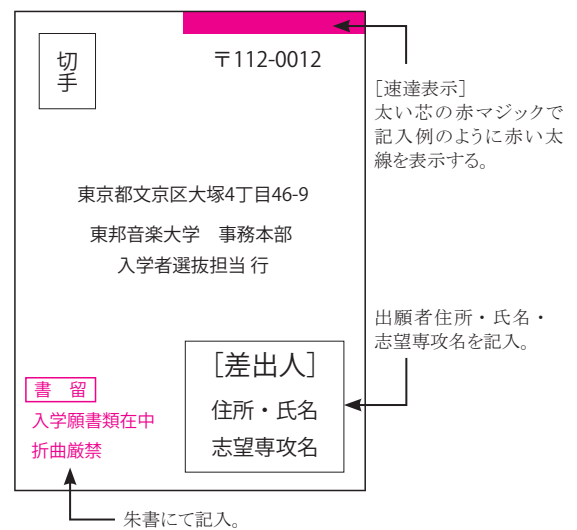 切
手
〒112-0012
［速達表示］
太い芯の赤マジックで
記入例のように赤い太
線を表示する。
東京都文京区大塚4丁目46-9
東邦音楽大学　事務本部
入学者選抜担当 行
出願者住所・氏名・
志望専攻名を記入。
［差出人］
住所・氏名
志望専攻名
書　留
入学願書類在中
折曲厳禁
朱書にて記入。